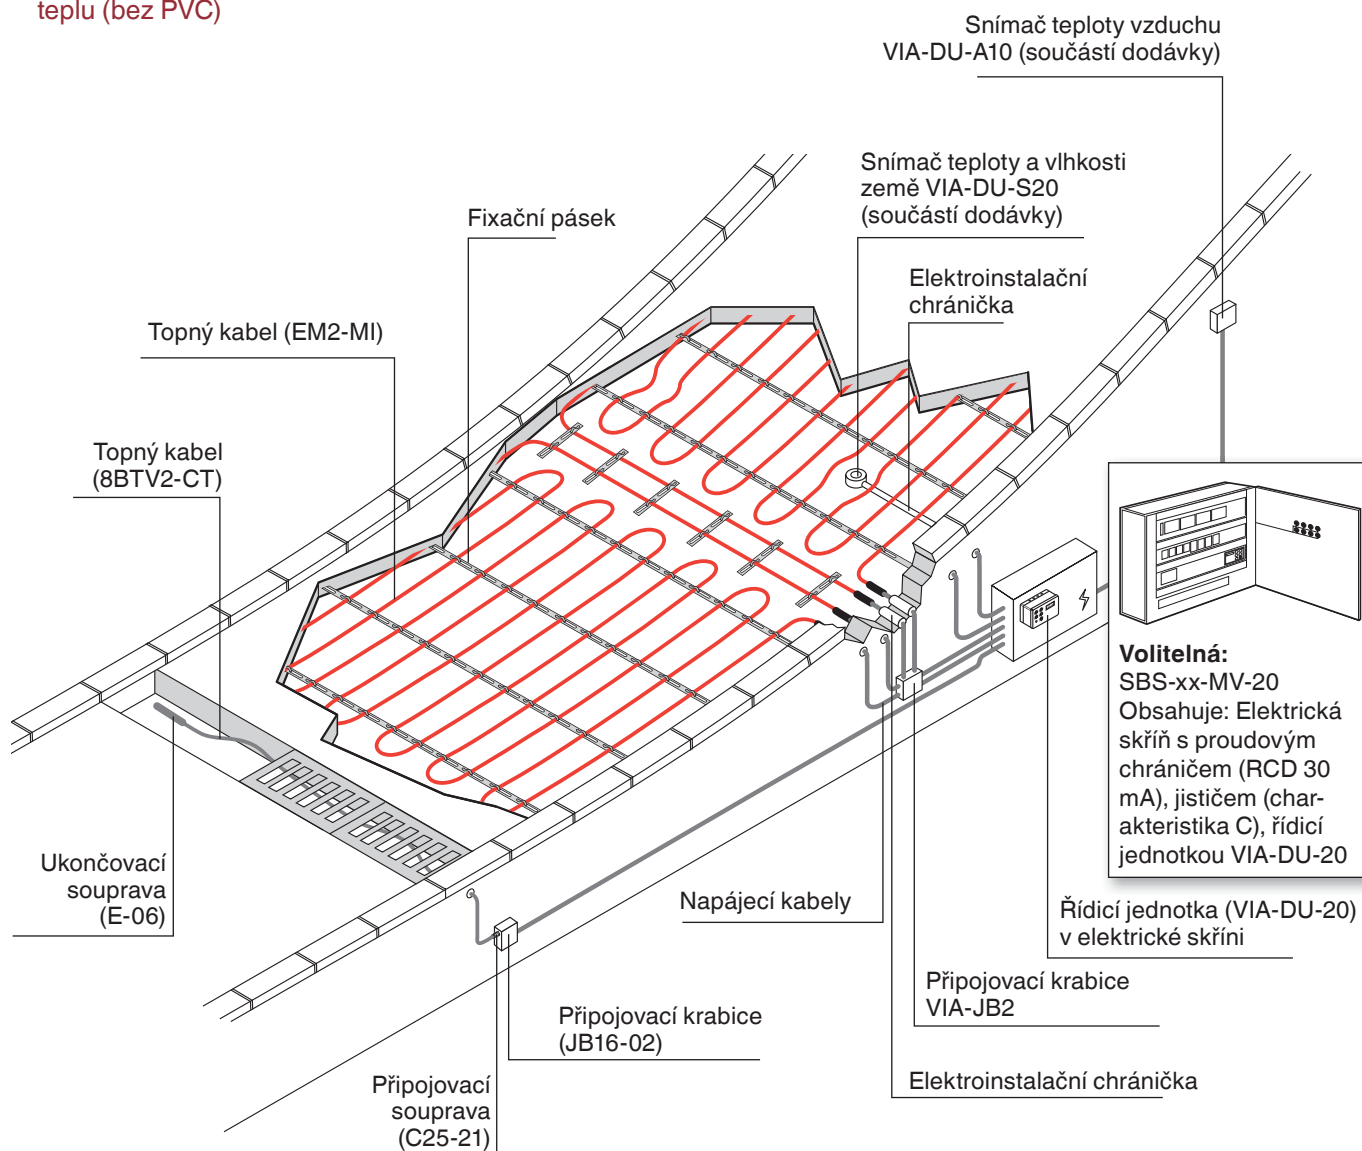 teplu (bez PVC)
Snímač teploty vzduchu
VIA-DU-A10 (součástí dodávky)
Snímač teploty a vlhkosti
země VIA-DU-S20
(součástí dodávky)
Fixační pásek
Elektroinstalační
chránička
Topný kabel (EM2-MI)
Topný kabel
(8BTV2-CT)
Volitelná:
SBS-xx-MV-20
Obsahuje: Elektrická
skříň s proudovým
chráničem (RCD 30
mA), jističem (char-
akteristika C), řídicí
jednotkou VIA-DU-20
Ukončovací
souprava
(E-06)
Napájecí kabely
Řídicí jednotka (VIA-DU-20)
v elektrické skříni
Připojovací krabice
VIA-JB2
Připojovací krabice
(JB16-02)
Elektroinstalační chránička
Připojovací
souprava
(C25-21)